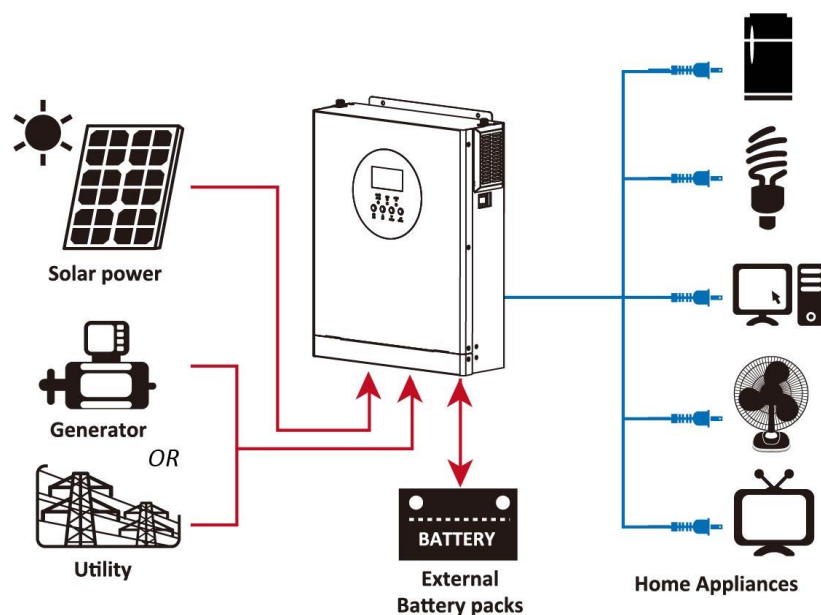 Solar power
Generator
OR
Utility
BATTERY
External
Battery packs
Home Appliances